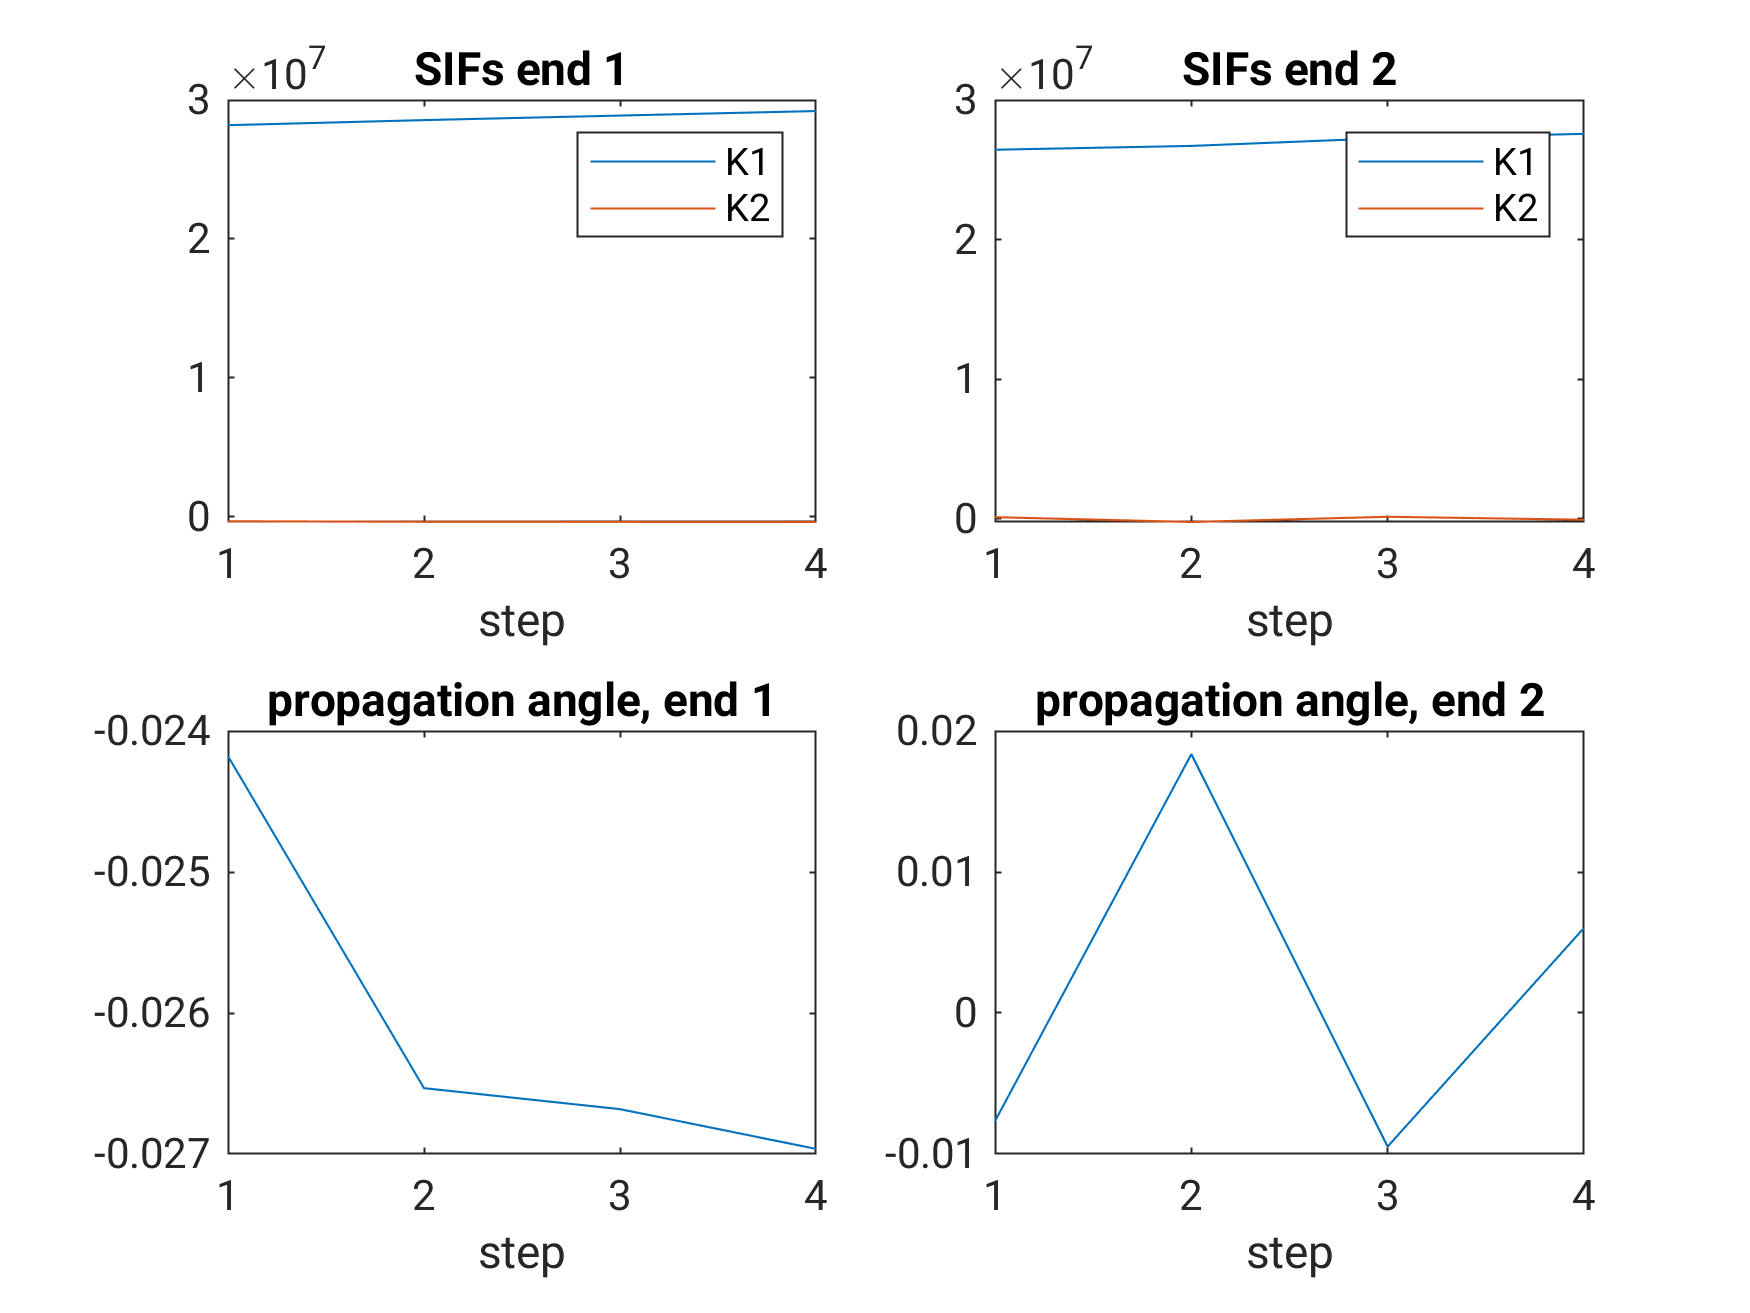 SIFs end 1
×10^7
3
2
1
0
K1
K2
1 2 3 4
step
SIFs end 2
×10^7
3
2
1
0
K1
K2
1 2 3 4
step
propagation angle, end 1
-0.024
-0.025
-0.026
-0.027
1 2 3 4
step
propagation angle, end 2
0.02
0.01
0
-0.01
1 2 3 4
step